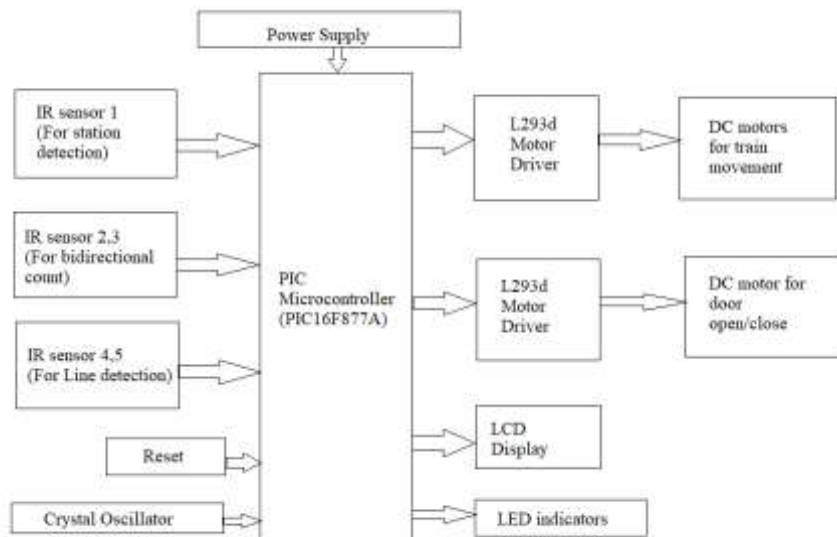 Power Supply
IR sensor 1
(For station
detection)
IR sensor 2,3
(For bidirectional
count)
IR sensor 4,5
(For Line detection)
Reset
Crystal Oscillator
PIC
Microcontroller
(PIC16F877A)
L293d
Motor
Driver
DC motors
for train
movement
L293d
Motor
Driver
DC motor for
door
open/close
LCD
Display
LED indicators